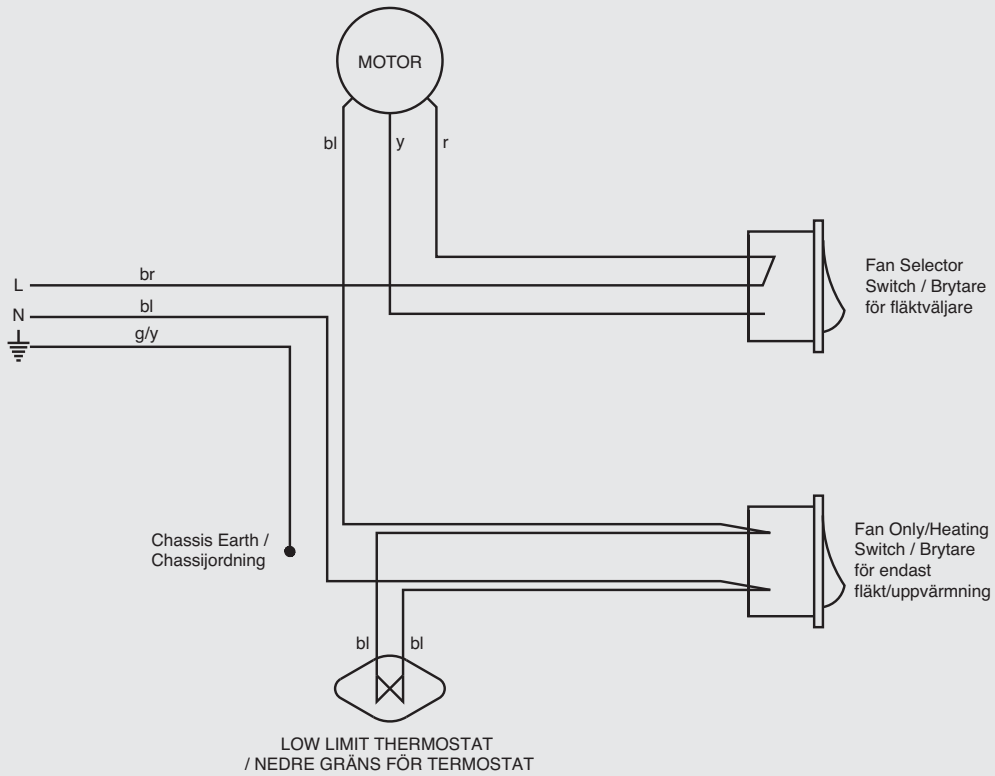 MOTOR
bl
y
r
Fan Selector
Switch / Brytare
för fläktväljare
L
br
N
bl
g/y
Chassis Earth /
Chassijordning
Fan Only/Heating
Switch / Brytare
för endast
fläkt/uppvärmning
bl
bl
LOW LIMIT THERMOSTAT
/ NEDRE GRÄNS FÖR TERMOSTAT